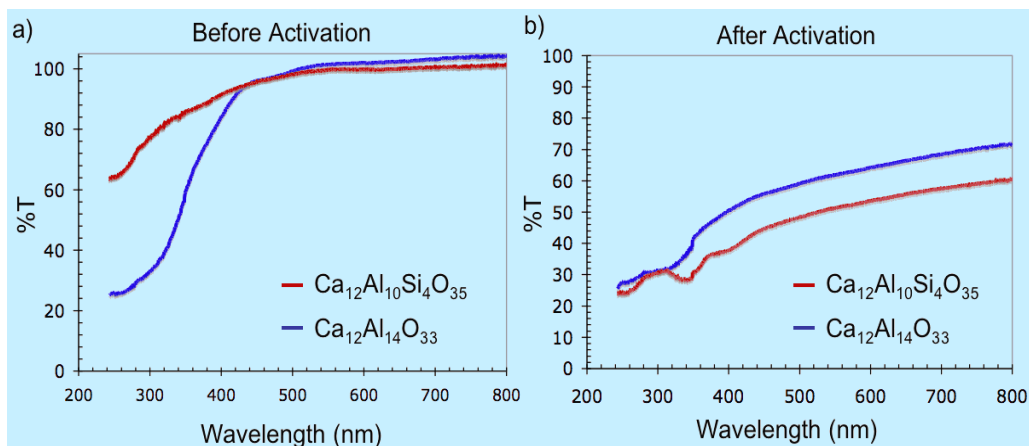 a)
Before Activation
%T
100
80
60
40
20
0
200 300 400 500 600 700 800
Wavelength (nm)
Ca₁₂Al₁₀Si₄O₃₅
Ca₁₂Al₁₄O₃₃
b)
After Activation
%T
100
90
80
70
60
50
40
30
20
10
0
200 300 400 500 600 700 800
Wavelength (nm)
Ca₁₂Al₁₀Si₄O₃₅
Ca₁₂Al₁₄O₃₃